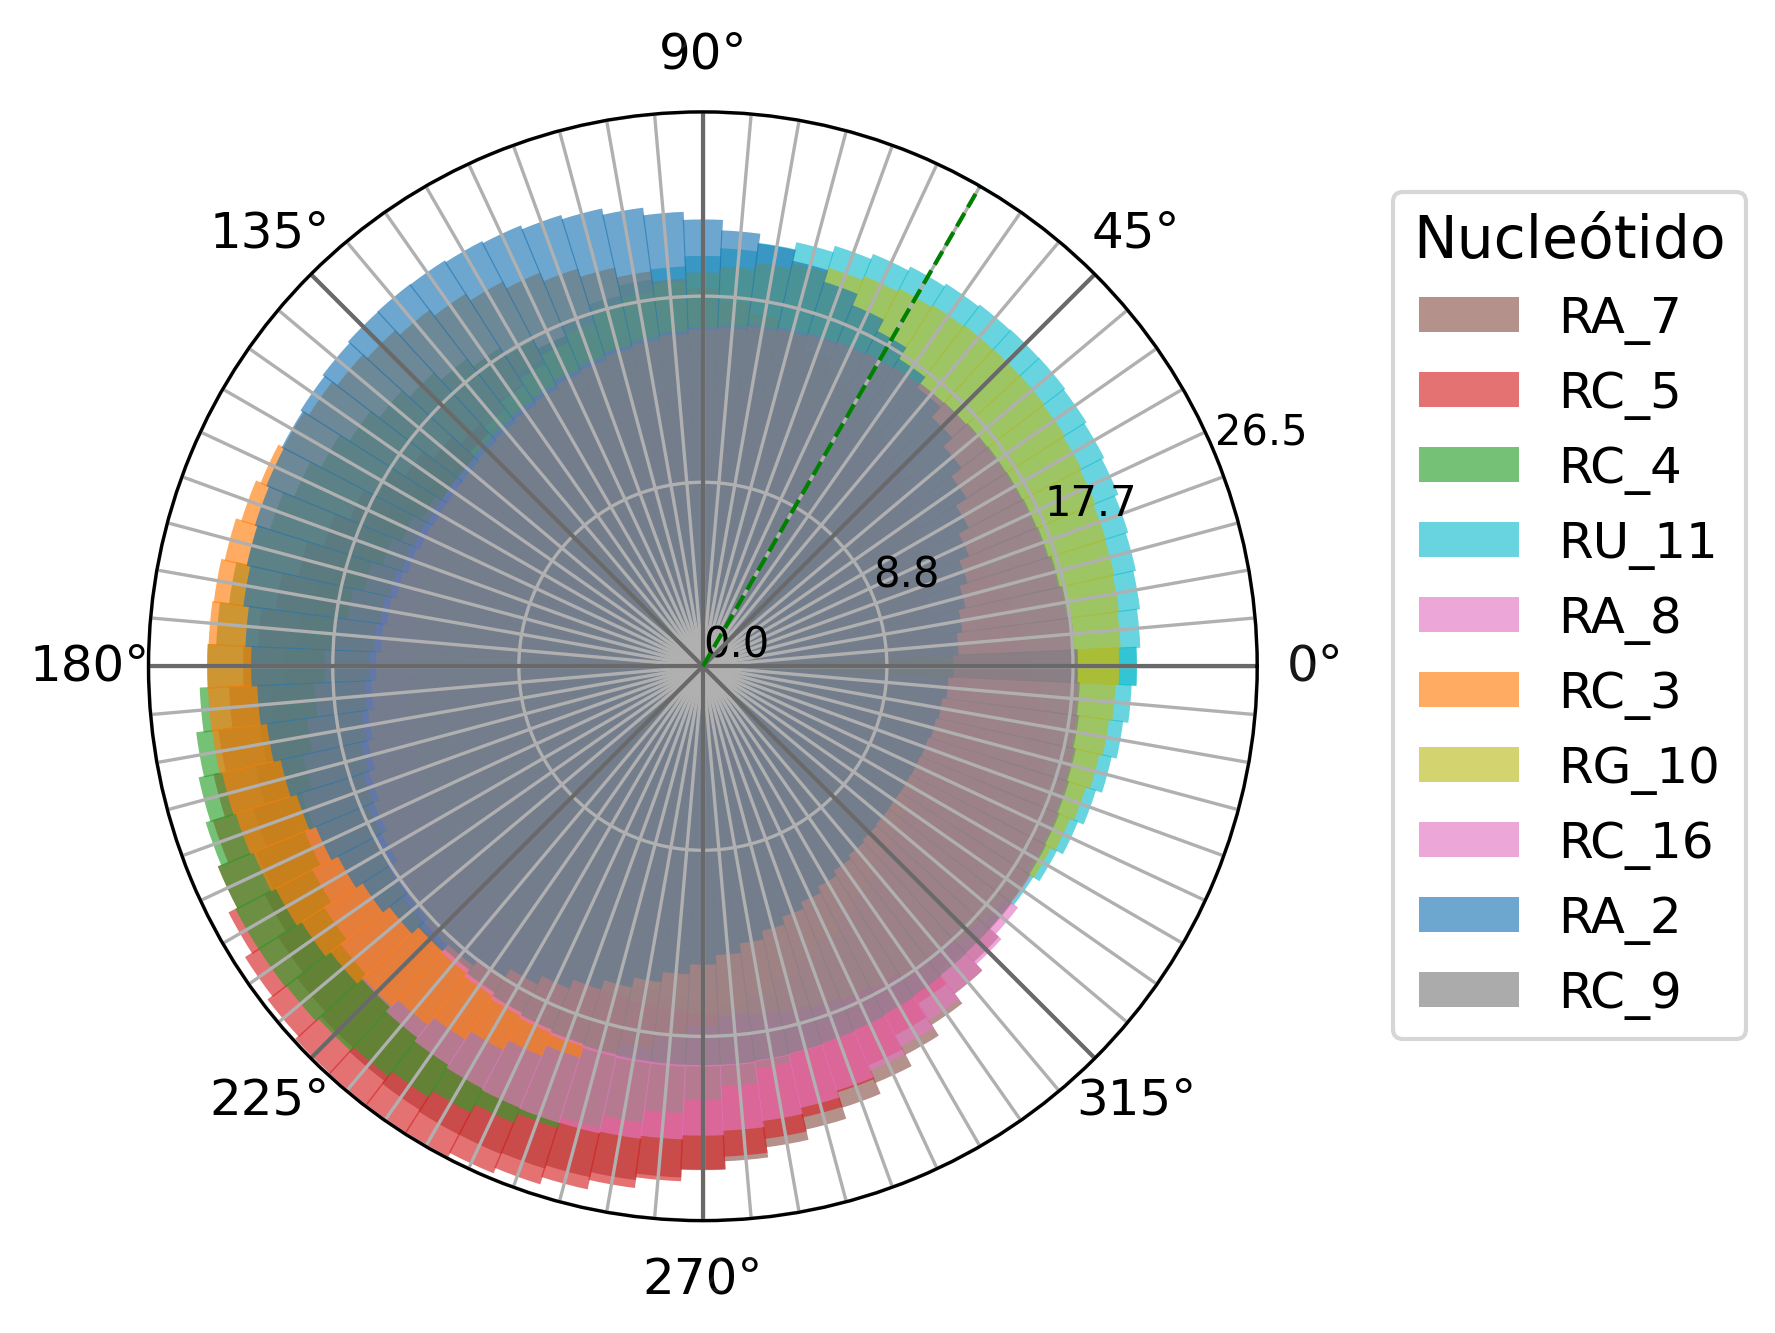 90°
135°
45°
26.5
17.7
8.8
0.0
180°
0°
225°
315°
270°
Nucleótido
RA_7
RC_5
RC_4
RU_11
RA_8
RC_3
RG_10
RC_16
RA_2
RC_9